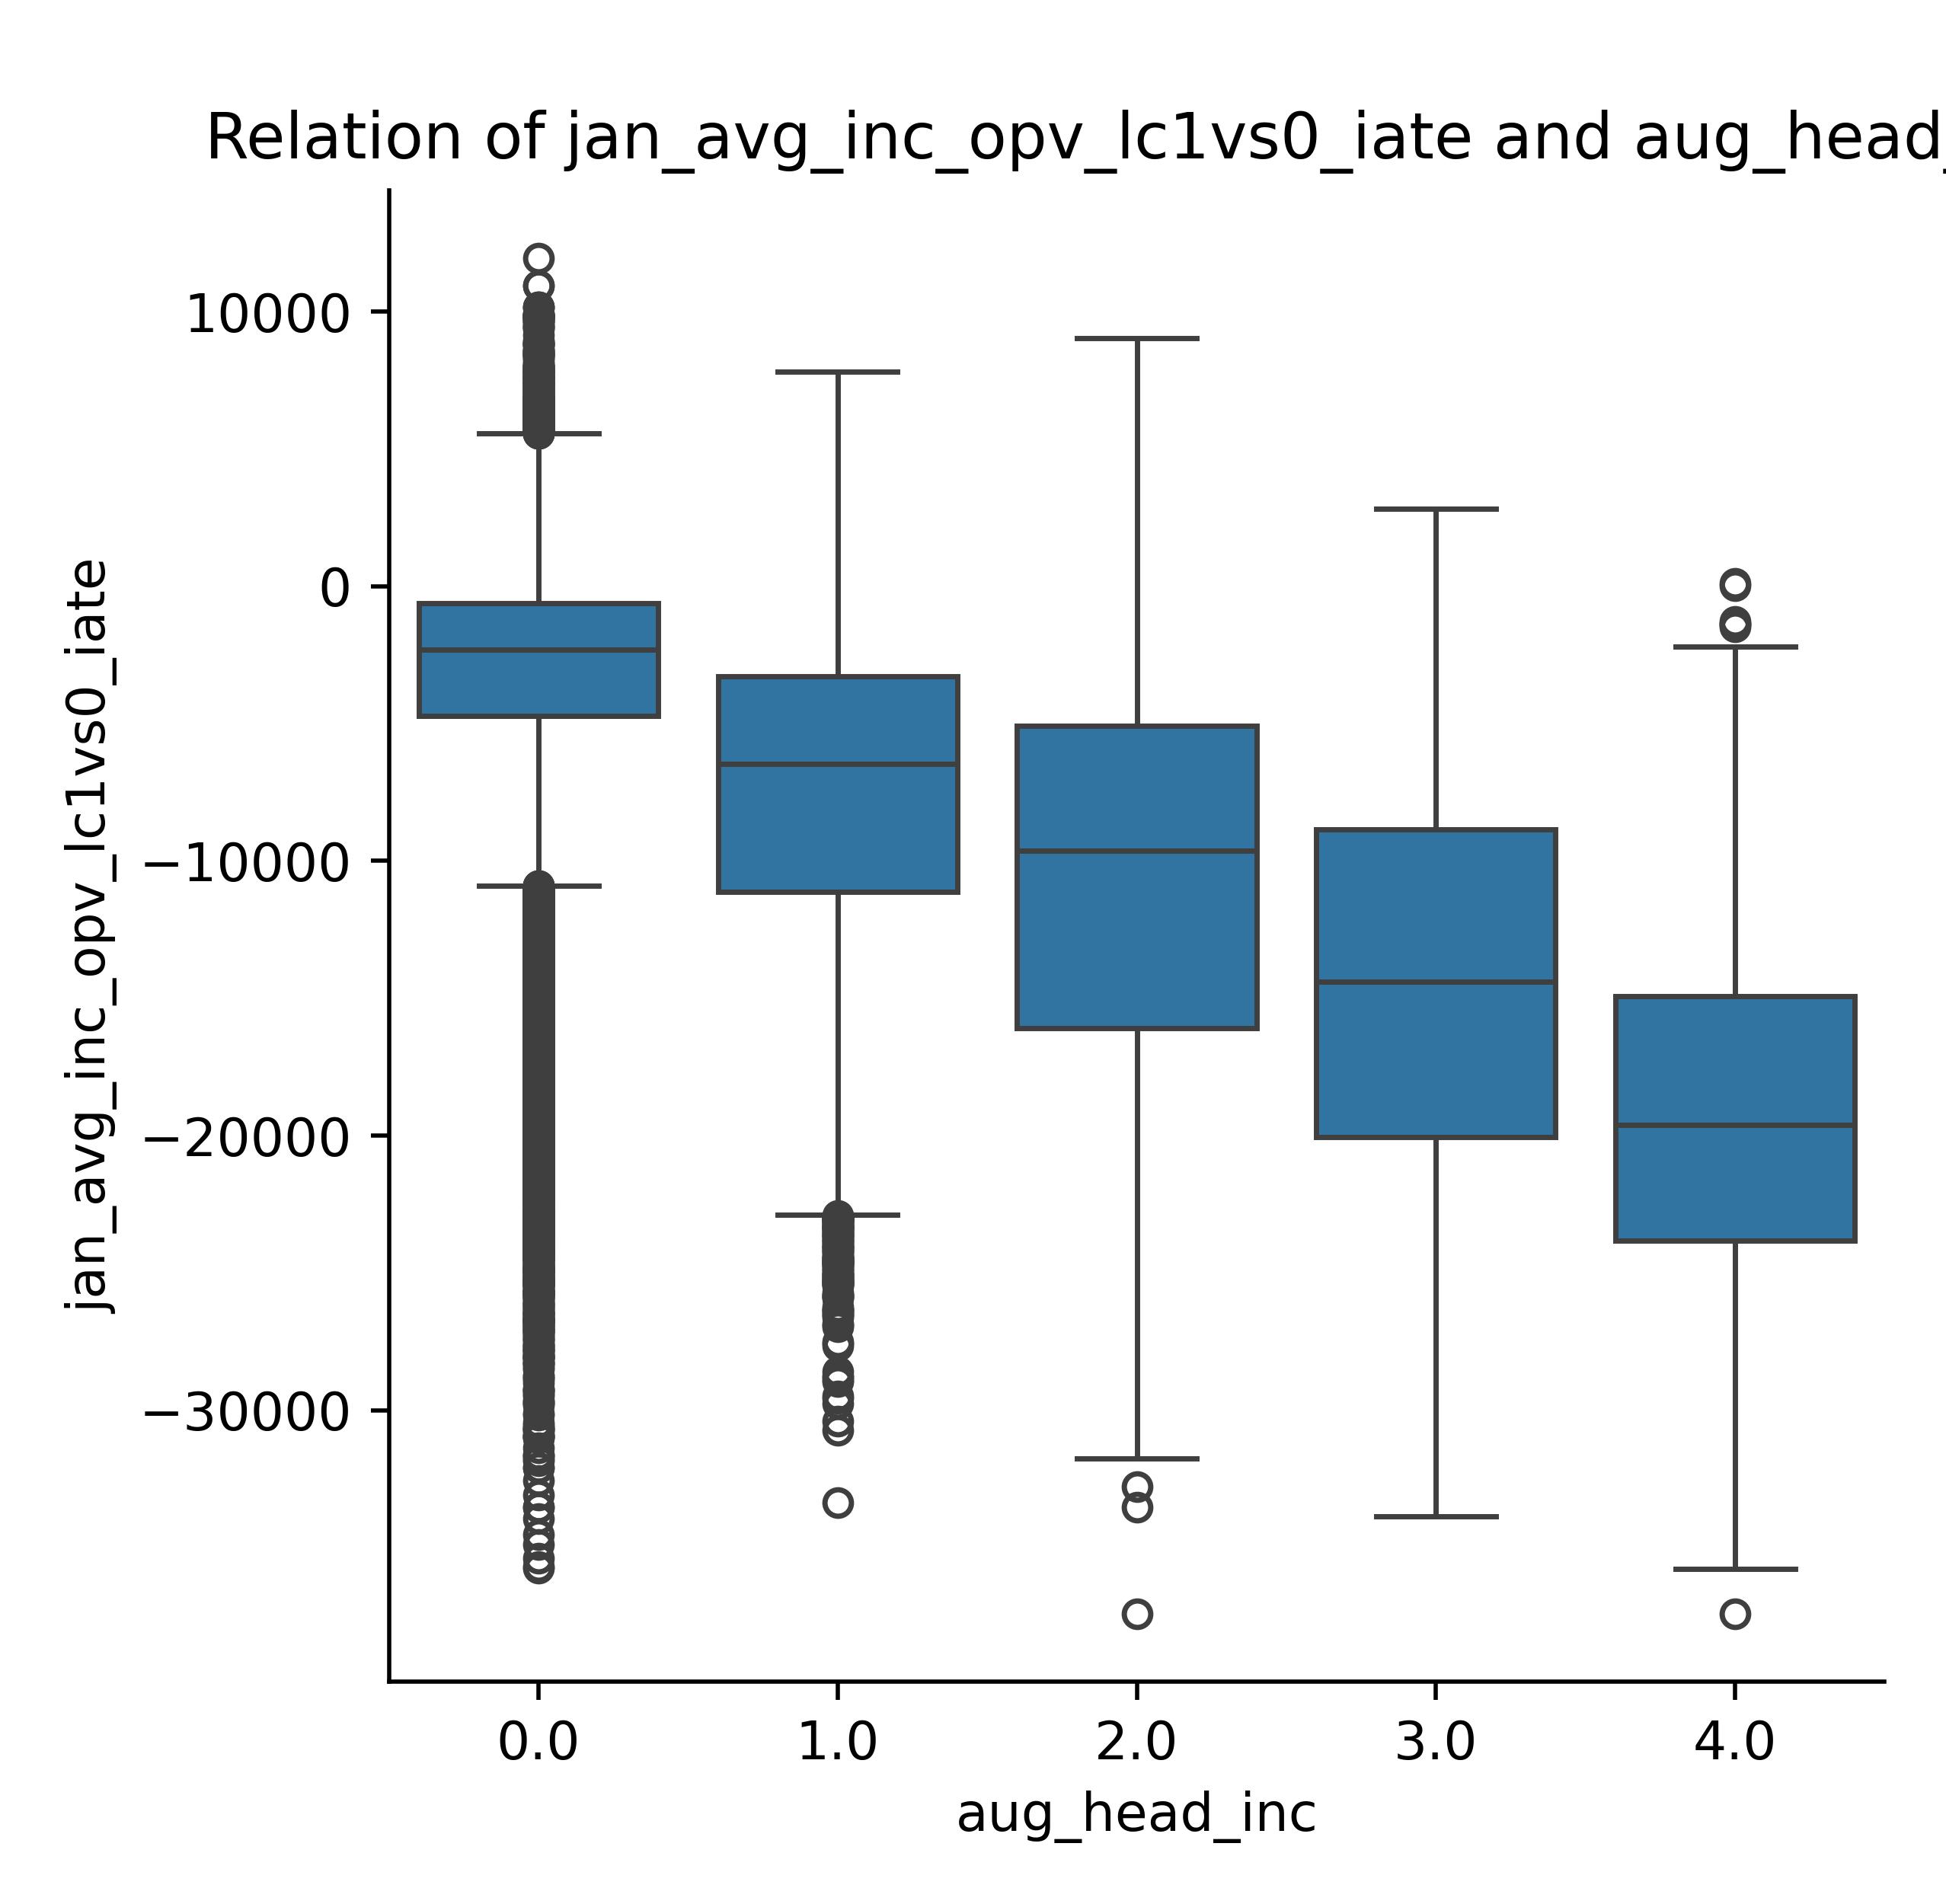 Relation of jan_avg_inc_opv_lc1vs0_iate and aug_head_
jan_avg_inc_opv_lc1vs0_iate
10000
0
−10000
−20000
−30000
0.0 1.0 2.0 3.0 4.0
aug_head_inc